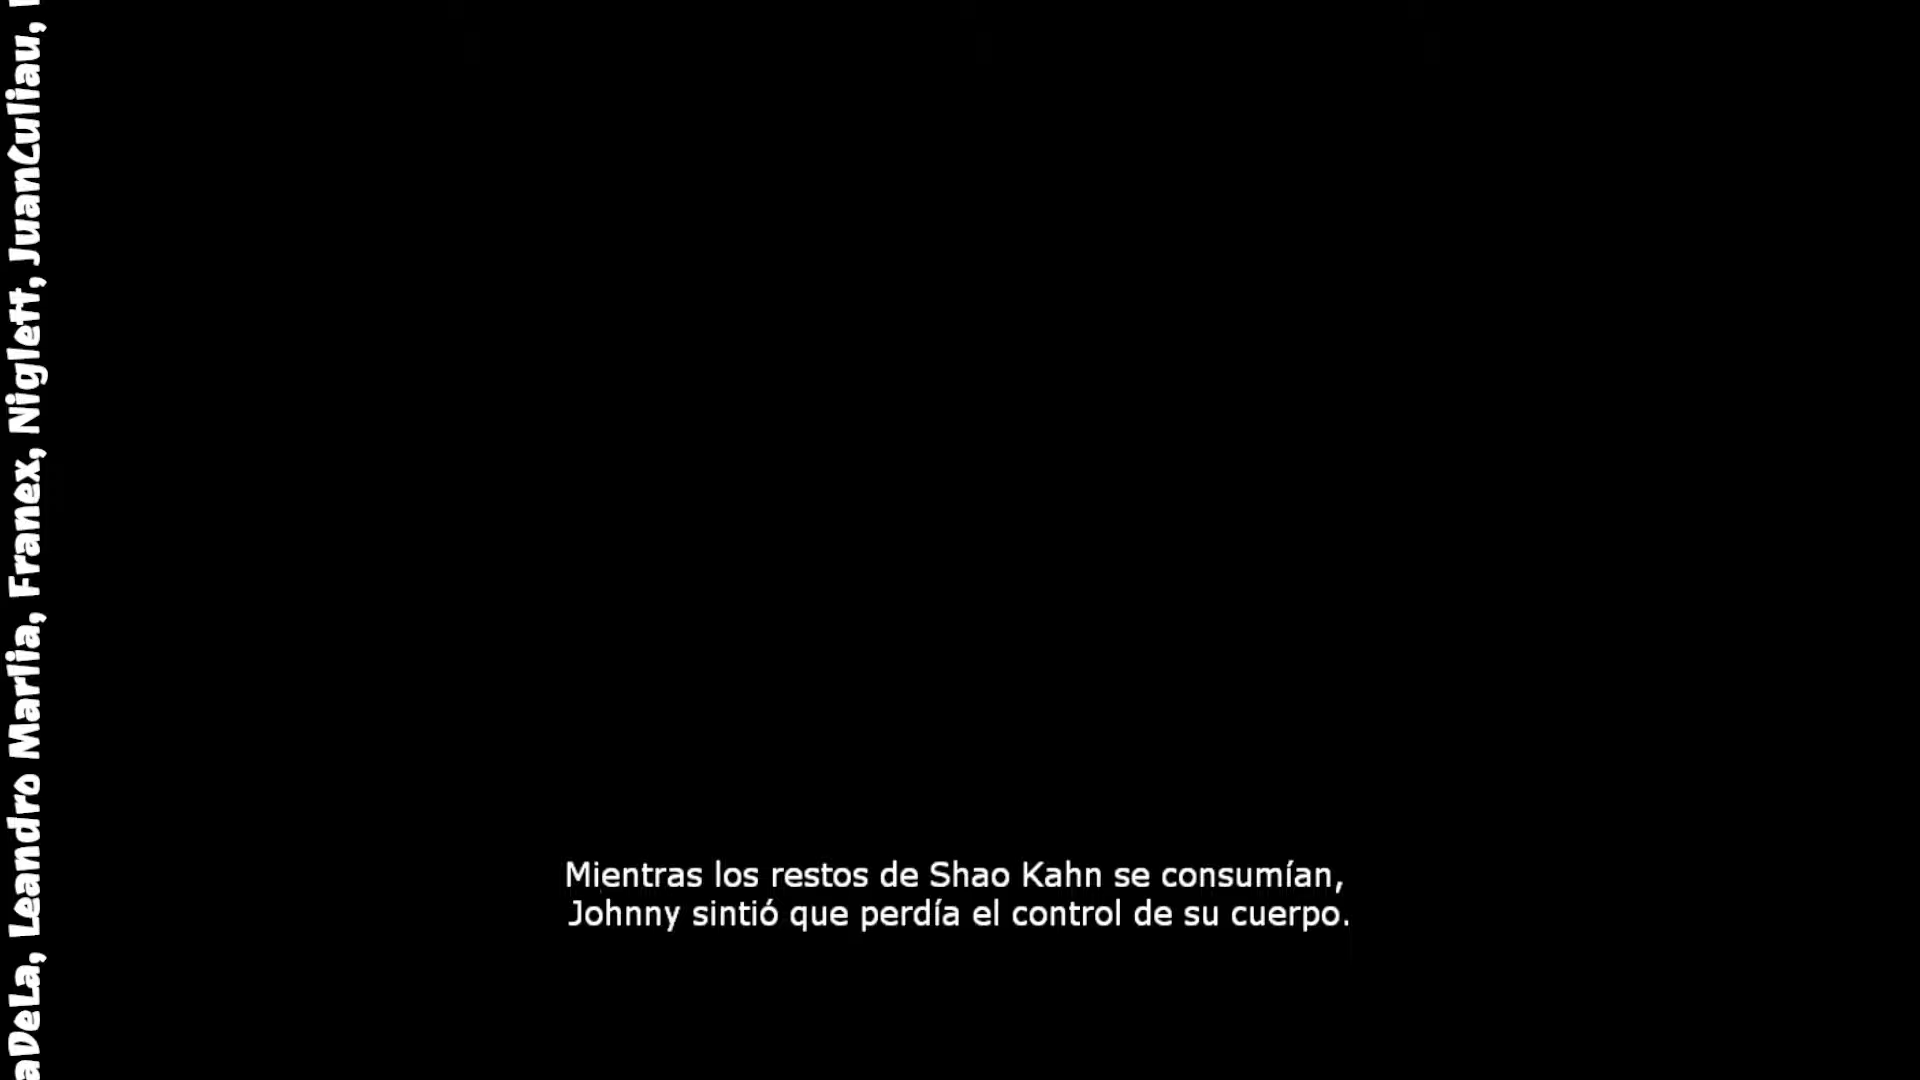 aDeLa, Leandro Marlia, Franex, Niglett, JuanCuliau,
Mientras los restos de Shao Kahn se consumían,
Johnny sintió que perdía el control de su cuerpo.